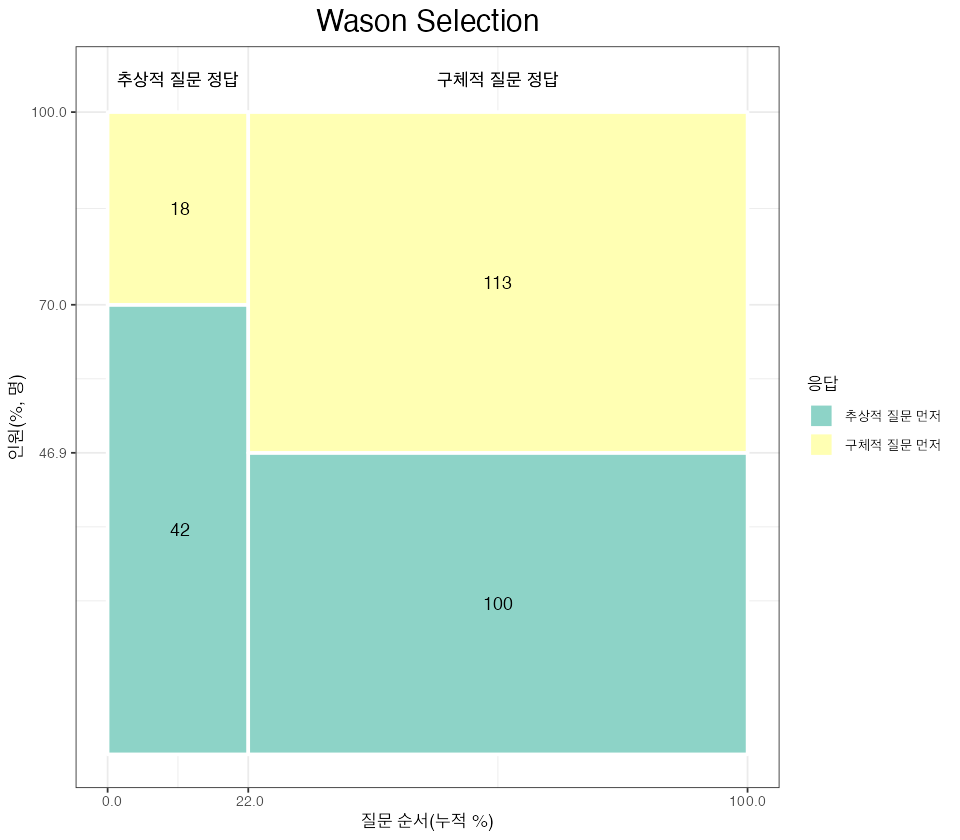 Wason Selection
추상적 질문 정답
구체적 질문 정답
100.0
70.0
46.9
18
113
42
100
인원(%, 명)
0.0
22.0
100.0
질문 순서(누적 %)
응답
추상적 질문 먼저
구체적 질문 먼저